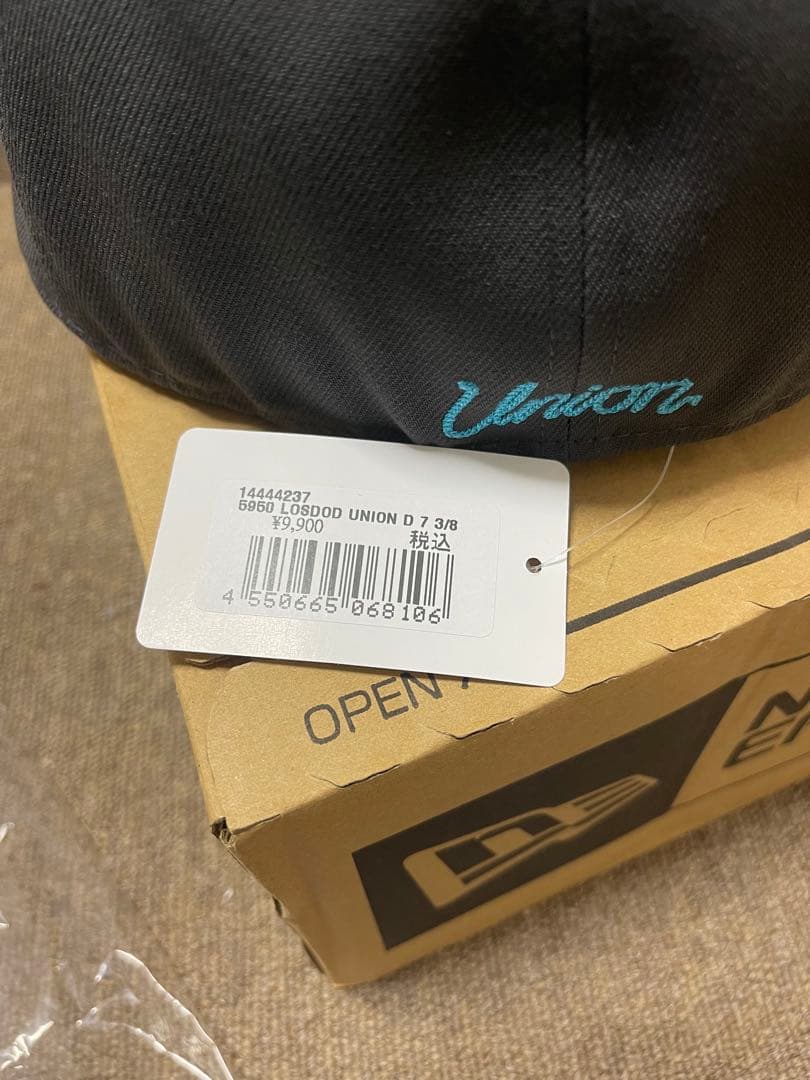 Union
14444237
5950 LOSDOD UNION D 7 3/8
¥9,900
税込
4 550665 068106
OPEN